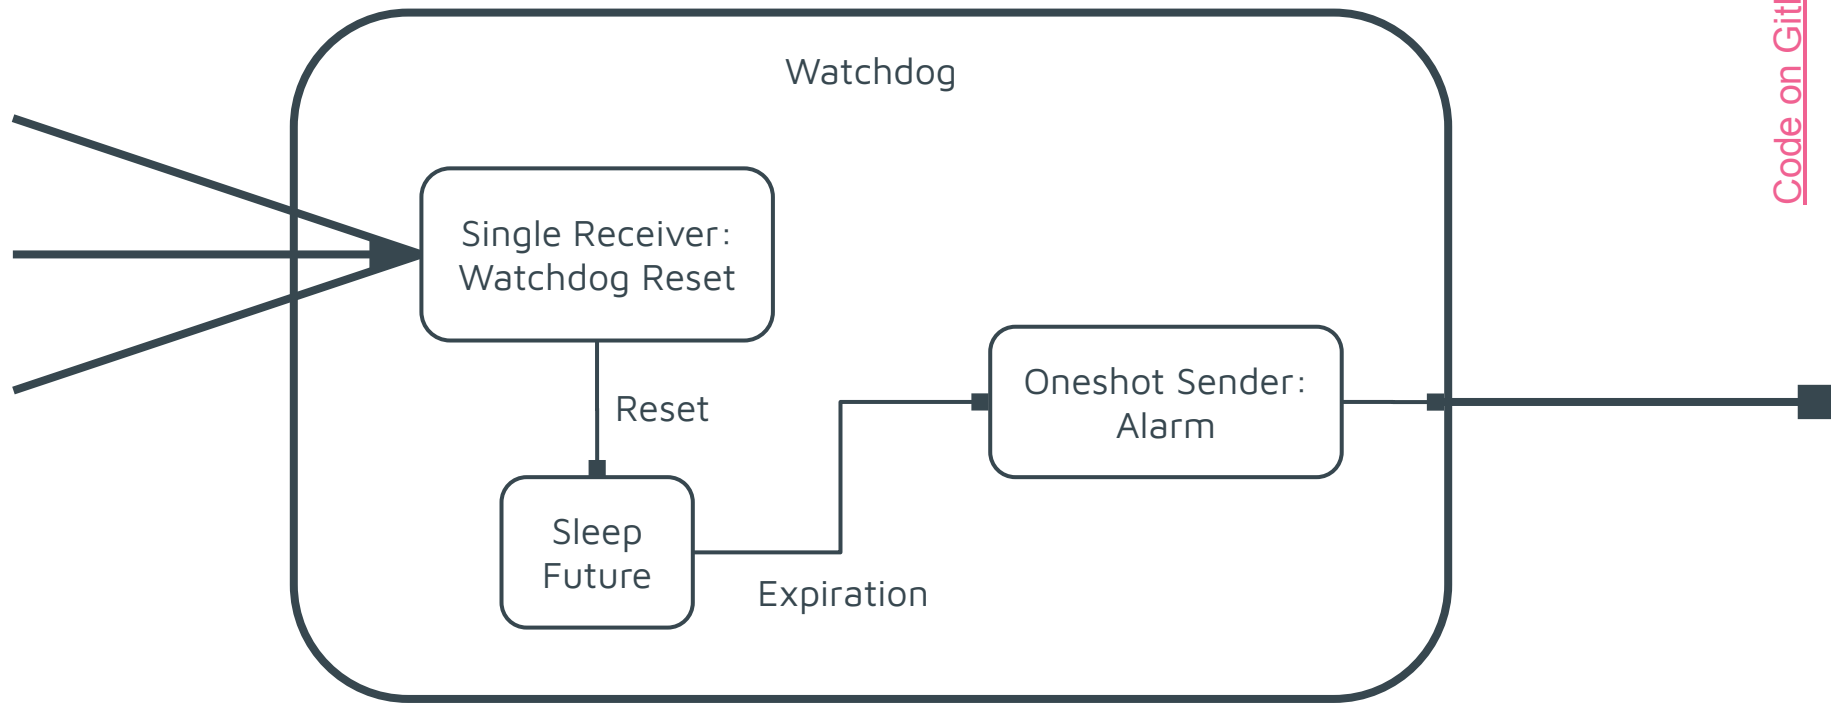 Watchdog
Single Receiver:
Watchdog Reset
Reset
Sleep
Future
Expiration
Oneshot Sender:
Alarm
Code on